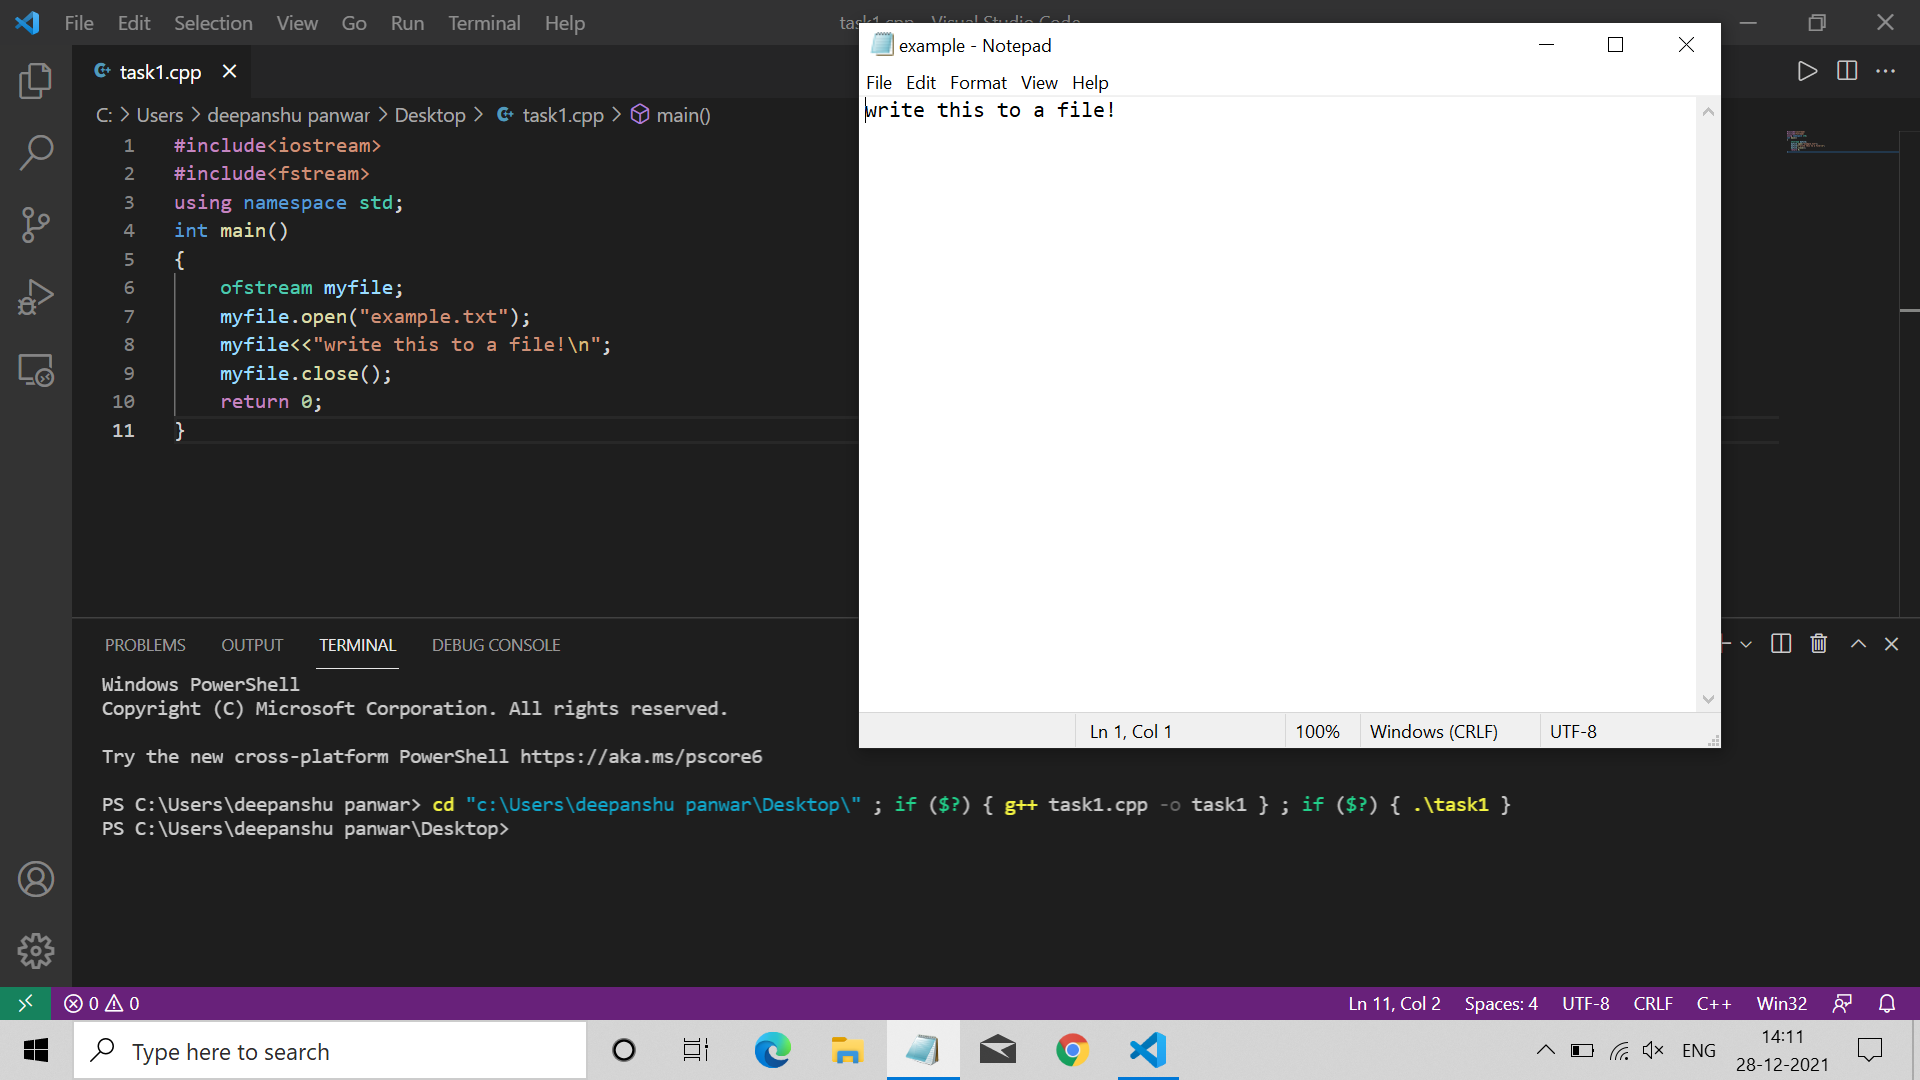 File Edit Selection View Go Run Terminal Help
task1.cpp - Visual Studio Code
task1.cpp
C: > Users > deepanshu panwar > Desktop > task1.cpp > main()
1 #include<iostream>
2 #include<fstream>
3 using namespace std;
4 int main()
5 {
6 ofstream myfile;
7 myfile.open("example.txt");
8 myfile<<"write this to a file!\n";
9 myfile.close();
10 return 0;
11 }
example - Notepad
File Edit Format View Help
write this to a file!
Ln 1, Col 1 100% Windows (CRLF) UTF-8
PROBLEMS OUTPUT TERMINAL DEBUG CONSOLE
Windows PowerShell
Copyright (C) Microsoft Corporation. All rights reserved.
Try the new cross-platform PowerShell https://aka.ms/pscore6
PS C:\Users\deepanshu panwar> cd "c:\Users\deepanshu panwar\Desktop\" ; if ($?) { g++ task1.cpp -o task1 } ; if ($?) { .\task1 }
PS C:\Users\deepanshu panwar\Desktop>
0 0 Ln 11, Col 2 Spaces: 4 UTF-8 CRLF C++ Win32
Type here to search
ENG
14:11
28-12-2021